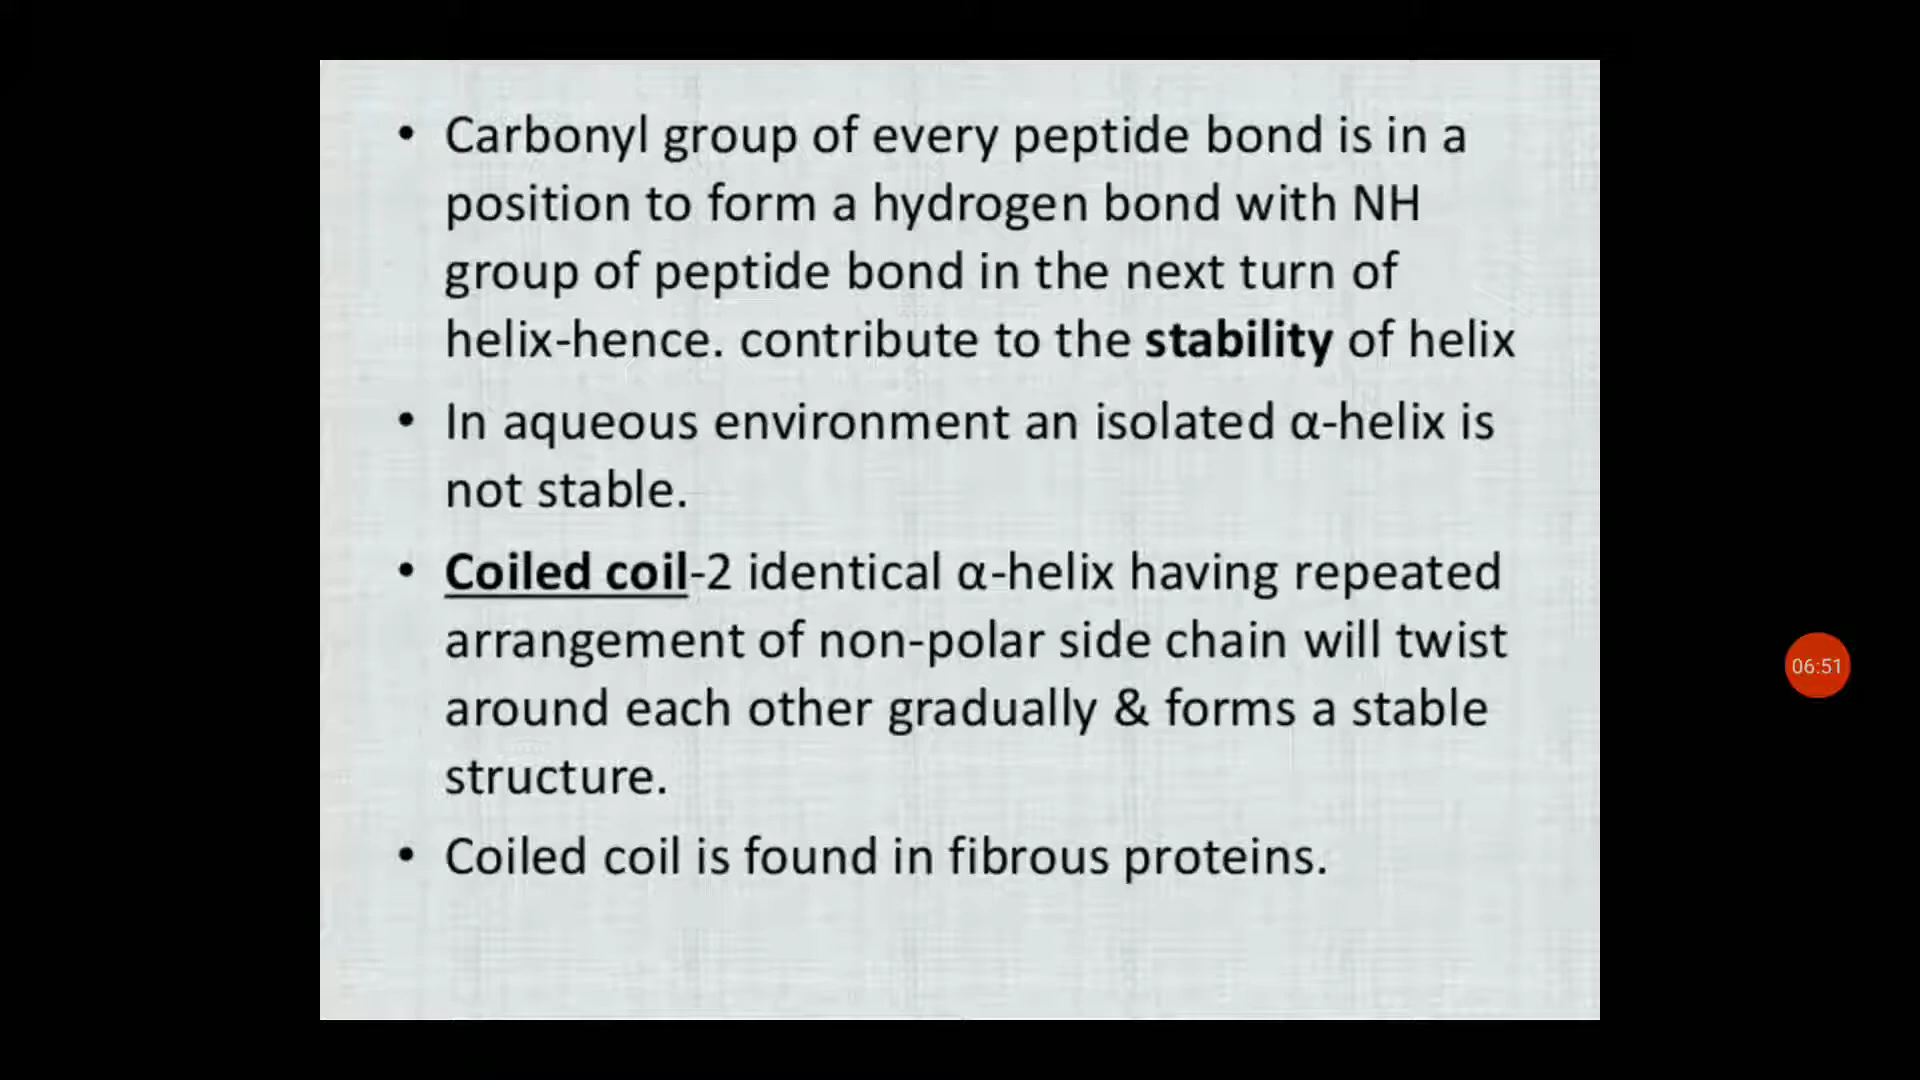 • Carbonyl group of every peptide bond is in a
position to form a hydrogen bond with NH
group of peptide bond in the next turn of
helix-hence. contribute to the stability of helix
• In aqueous environment an isolated α-helix is
not stable.
• Coiled coil-2 identical α-helix having repeated
arrangement of non-polar side chain will twist
around each other gradually & forms a stable
structure.
• Coiled coil is found in fibrous proteins.
06:51